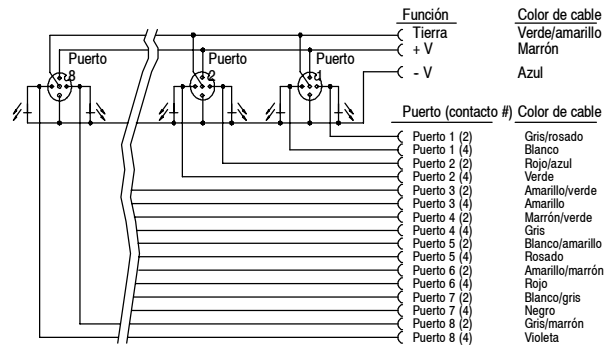 Función Color de cable
Tierra Verde/amarillo
+ V Marrón
- V Azul
Puerto 8
Puerto 2
Puerto 1
Puerto (contacto #) Color de cable
Puerto 1 (2) Gris/rosado
Puerto 1 (4) Blanco
Puerto 2 (2) Rojo/azul
Puerto 2 (4) Verde
Puerto 3 (2) Amarillo/verde
Puerto 3 (4) Amarillo
Puerto 4 (2) Marrón/verde
Puerto 4 (4) Gris
Puerto 5 (2) Blanco/amarillo
Puerto 5 (4) Rosado
Puerto 6 (2) Amarillo/marrón
Puerto 6 (4) Rojo
Puerto 7 (2) Blanco/gris
Puerto 7 (4) Negro
Puerto 8 (2) Gris/marrón
Puerto 8 (4) Violeta